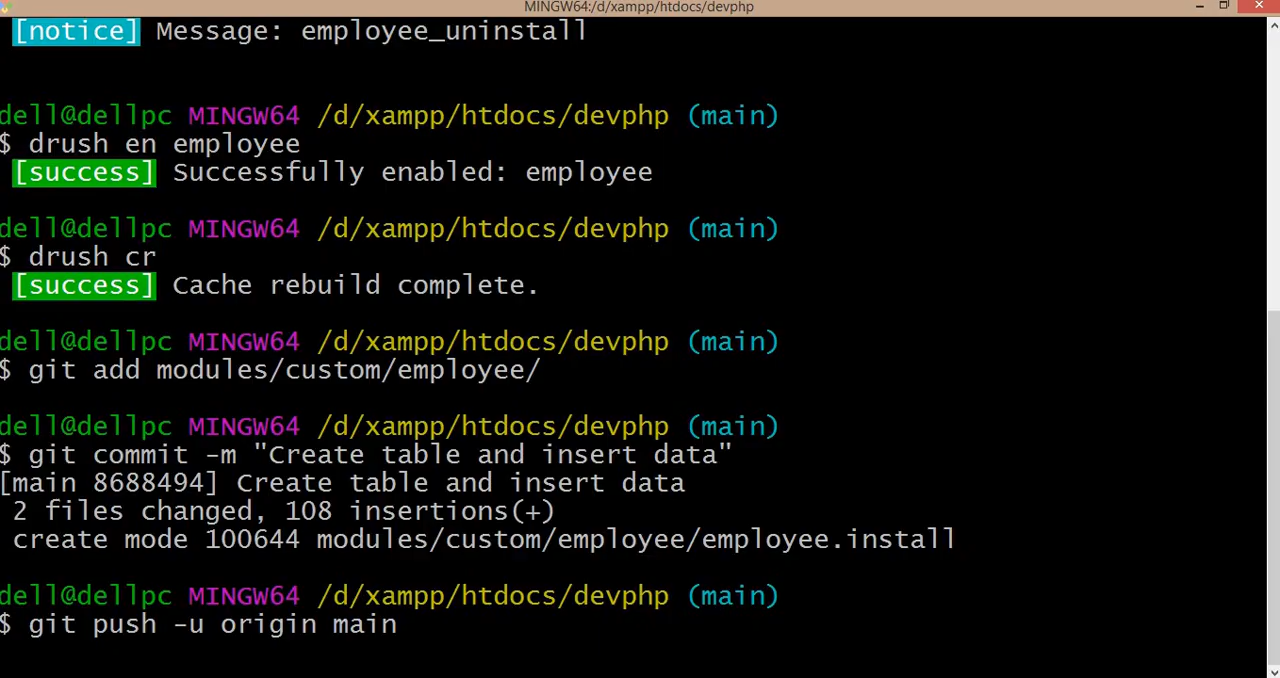 MINGW64:/d/xampp/htdocs/devphp
[notice] Message: employee_uninstall
dell@dellpc MINGW64 /d/xampp/htdocs/devphp (main)
$ drush en employee
[success] Successfully enabled: employee
dell@dellpc MINGW64 /d/xampp/htdocs/devphp (main)
$ drush cr
[success] Cache rebuild complete.
dell@dellpc MINGW64 /d/xampp/htdocs/devphp (main)
$ git add modules/custom/employee/
dell@dellpc MINGW64 /d/xampp/htdocs/devphp (main)
$ git commit -m "Create table and insert data"
[main 8688494] Create table and insert data
2 files changed, 108 insertions(+)
create mode 100644 modules/custom/employee/employee.install
dell@dellpc MINGW64 /d/xampp/htdocs/devphp (main)
$ git push -u origin main